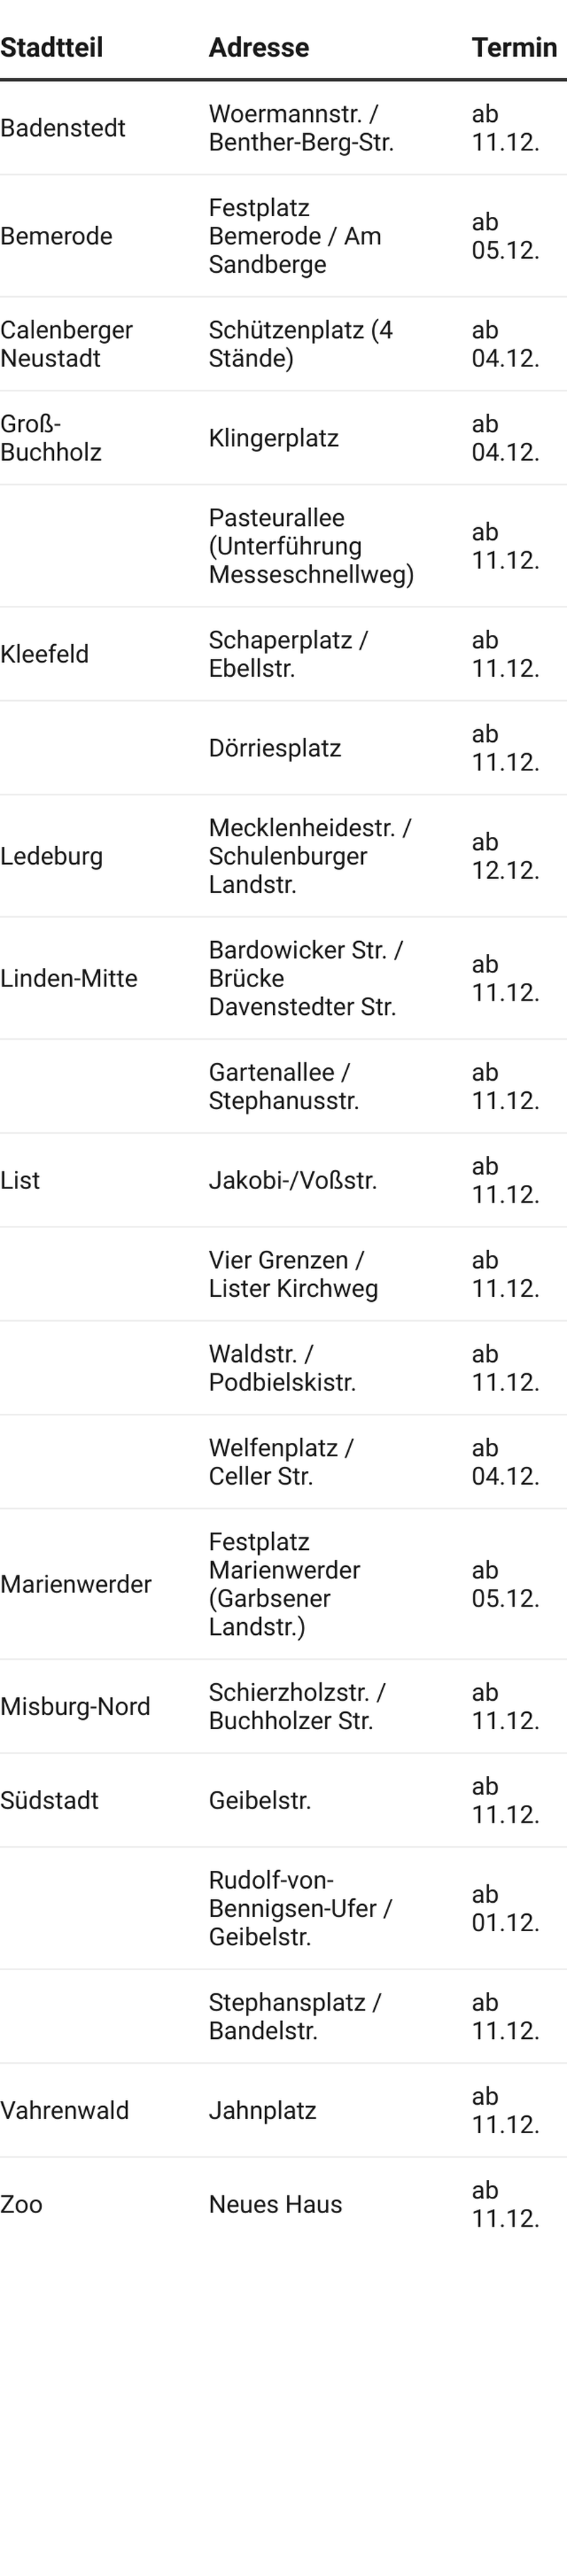 Stadtteil Adresse Termin
Badenstedt Woermannstr. / Benther-Berg-Str. ab 11.12.
Bemerode Festplatz Bemerode / Am Sandberge ab 05.12.
Calenberger Neustadt Schützenplatz (4 Stände) ab 04.12.
Groß-Buchholz Klingerplatz ab 04.12.
Pasteurallee (Unterführung Messeschnellweg) ab 11.12.
Kleefeld Schaperplatz / Ebellstr. ab 11.12.
Dörriesplatz ab 11.12.
Ledeburg Mecklenheidestr. / Schulenburger Landstr. ab 12.12.
Linden-Mitte Bardowicker Str. / Brücke Davenstedter Str. ab 11.12.
Gartenallee / Stephanusstr. ab 11.12.
List Jakobi-/Voßstr. ab 11.12.
Vier Grenzen / Lister Kirchweg ab 11.12.
Waldstr. / Podbielskistr. ab 11.12.
Welfenplatz / Celler Str. ab 04.12.
Marienwerder Festplatz Marienwerder (Garbsener Landstr.) ab 05.12.
Misburg-Nord Schierzholzstr. / Buchholzer Str. ab 11.12.
Südstadt Geibelstr. ab 11.12.
Rudolf-von-Bennigsen-Ufer / Geibelstr. ab 01.12.
Stephansplatz / Bandelstr. ab 11.12.
Vahrenwald Jahnplatz ab 11.12.
Zoo Neues Haus ab 11.12.